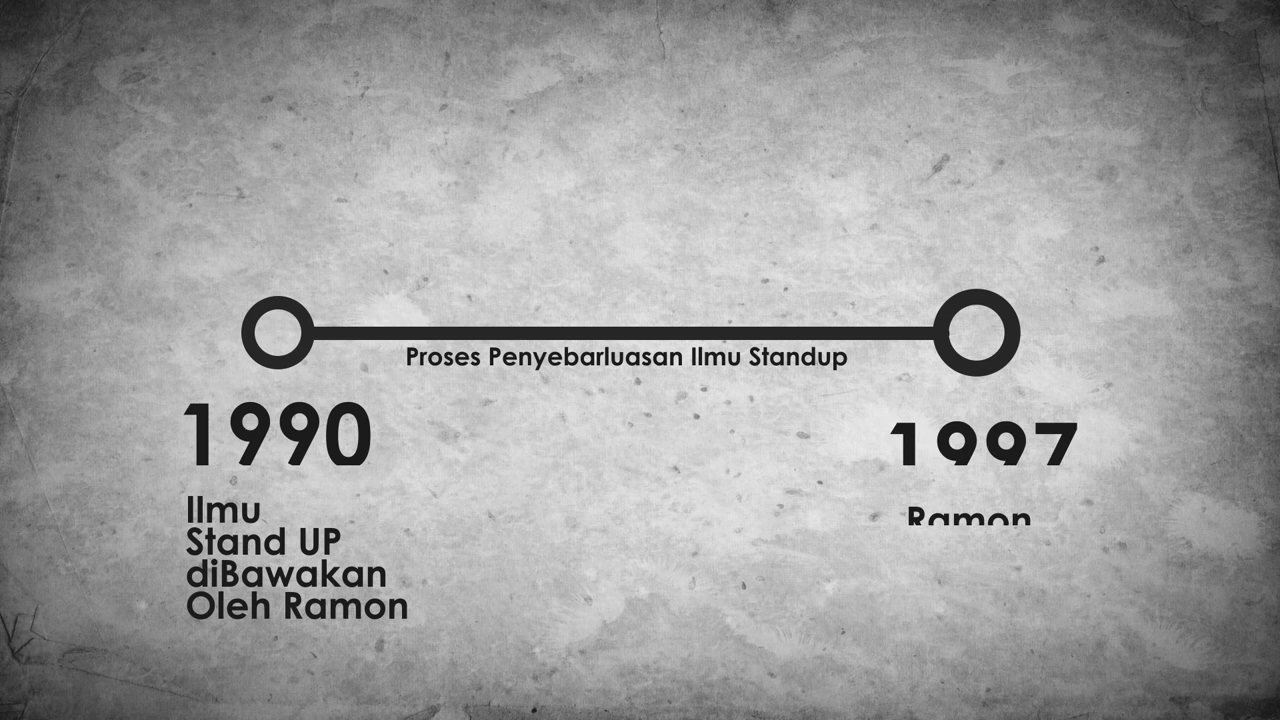 Proses Penyebarluasan Ilmu Standup
1990
1997
Ilmu
Stand UP
diBawakan
Oleh Ramon
Ramon